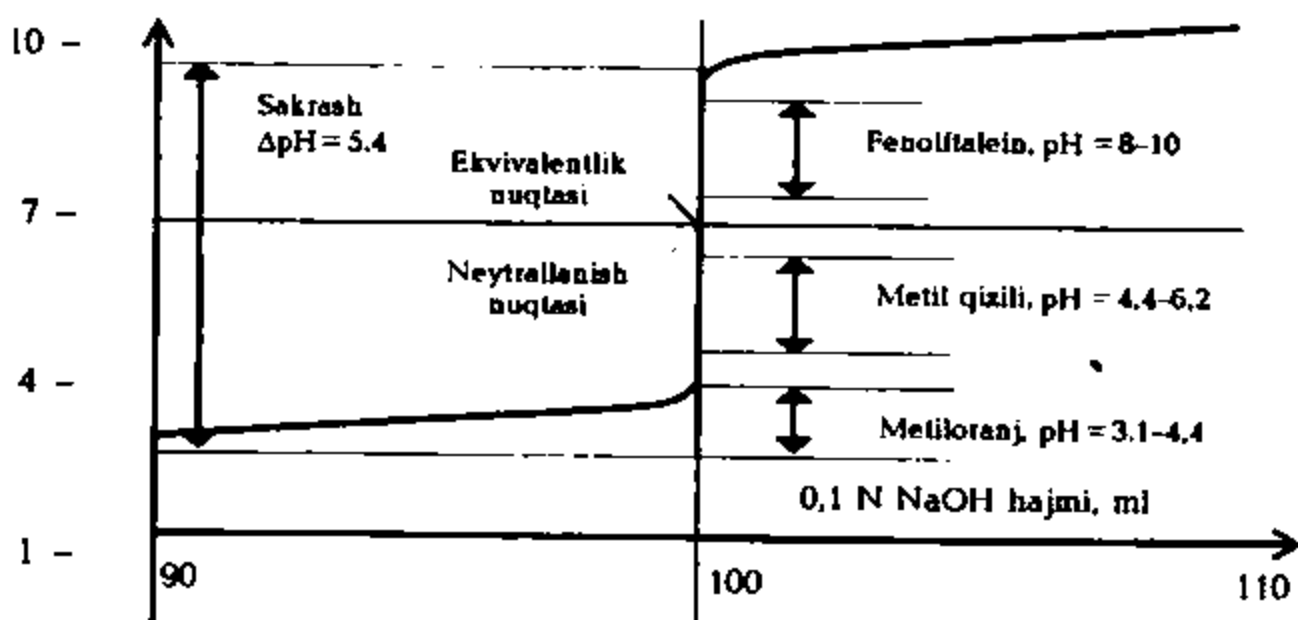 10 –
Sakrash
ΔpH = 5.4
Fenolftalein, pH = 8–10
Ekvivalentlik
nuqtasi
7 –
Neytrallanish
nuqtasi
Metil qizili, pH = 4,4–6,2
4 –
Metiloranj, pH = 3.1–4,4
0,1 N NaOH hajmi, ml
1 –
90
100
110